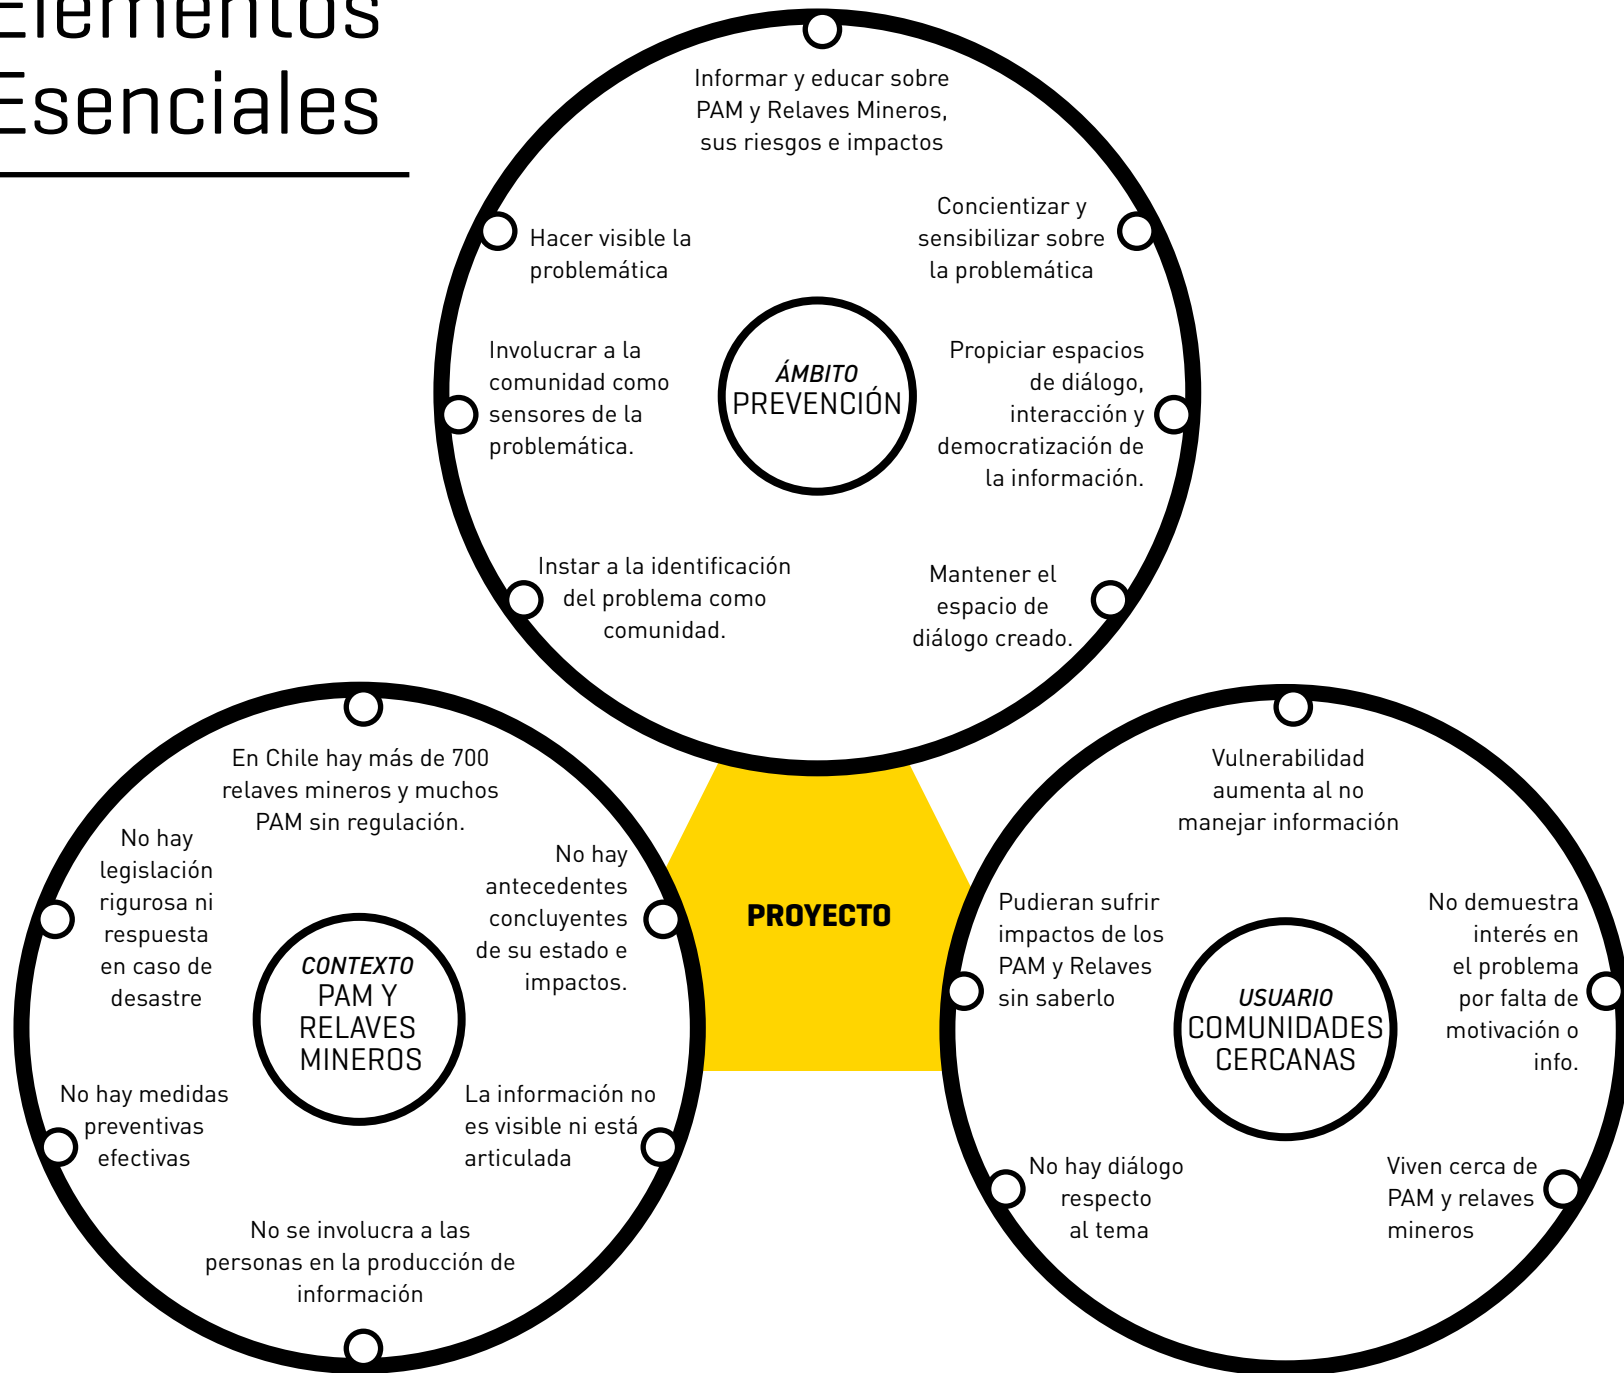 Elementos
Esenciales
Informar y educar sobre
PAM y Relaves Mineros,
sus riesgos e impactos
Hacer visible la
problemática
Concientizar y
sensibilizar sobre
la problemática
Involucrar a la
comunidad como
sensores de la
problemática.
ÁMBITO
PREVENCIÓN
Propiciar espacios
de diálogo,
interacción y
democratización de
la información.
Instar a la identificación
del problema como
comunidad.
Mantener el
espacio de
diálogo creado.
En Chile hay más de 700
relaves mineros y muchos
PAM sin regulación.
No hay
legislación
rigurosa ni
respuesta
en caso de
desastre
No hay
antecedentes
concluyentes
de su estado e
impactos.
CONTEXTO
PAM Y
RELAVES
MINEROS
No hay medidas
preventivas
efectivas
La información no
es visible ni está
articulada
No se involucra a las
personas en la producción de
información
PROYECTO
Vulnerabilidad
aumenta al no
manejar información
Pudieran sufrir
impactos de los
PAM y Relaves
sin saberlo
No demuestra
interés en
el problema
por falta de
motivación o
info.
USUARIO
COMUNIDADES
CERCANAS
No hay diálogo
respecto
al tema
Viven cerca de
PAM y relaves
mineros